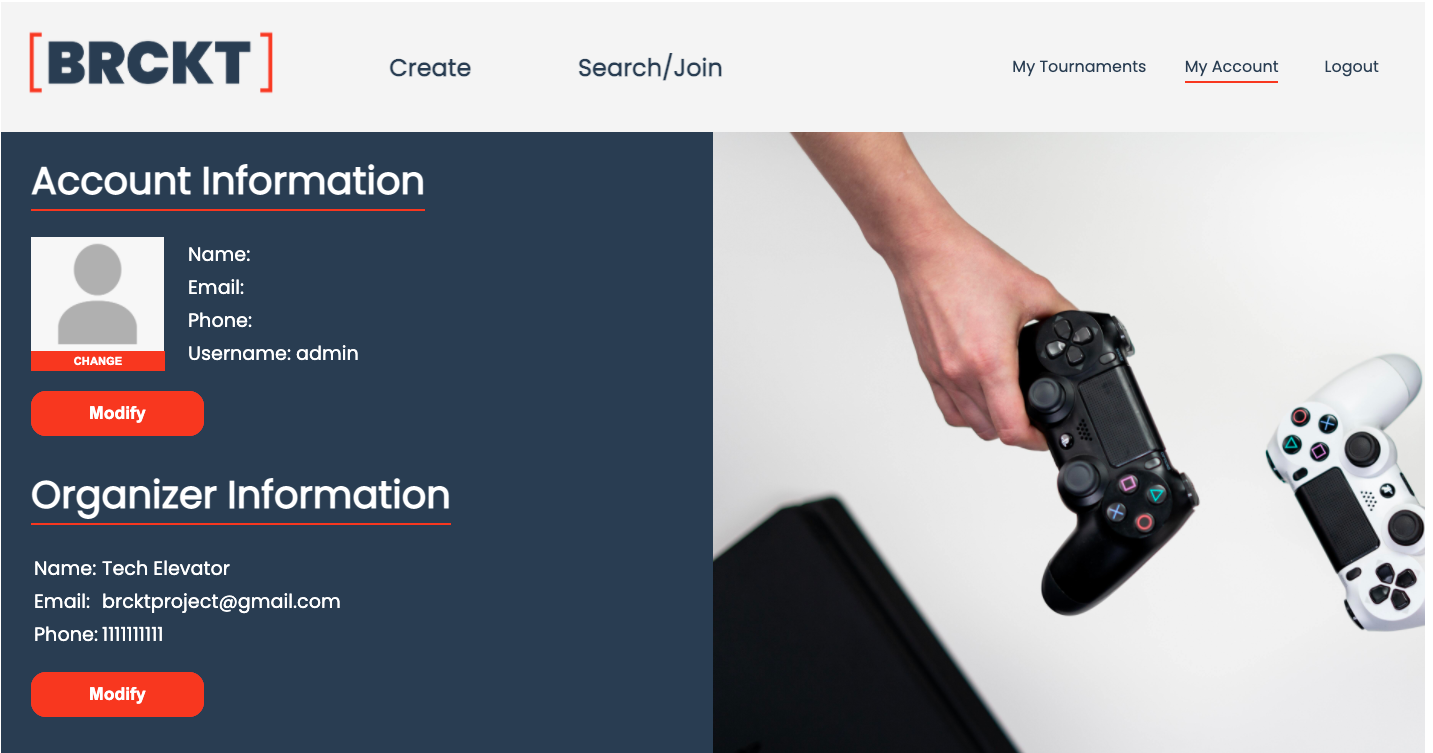 [BRCKT]
Create
Search/Join
My Tournaments
My Account
Logout
Account Information
Name:
Email:
Phone:
Username: admin
CHANGE
Modify
Organizer Information
Name: Tech Elevator
Email: brcktproject@gmail.com
Phone: 1111111111
Modify